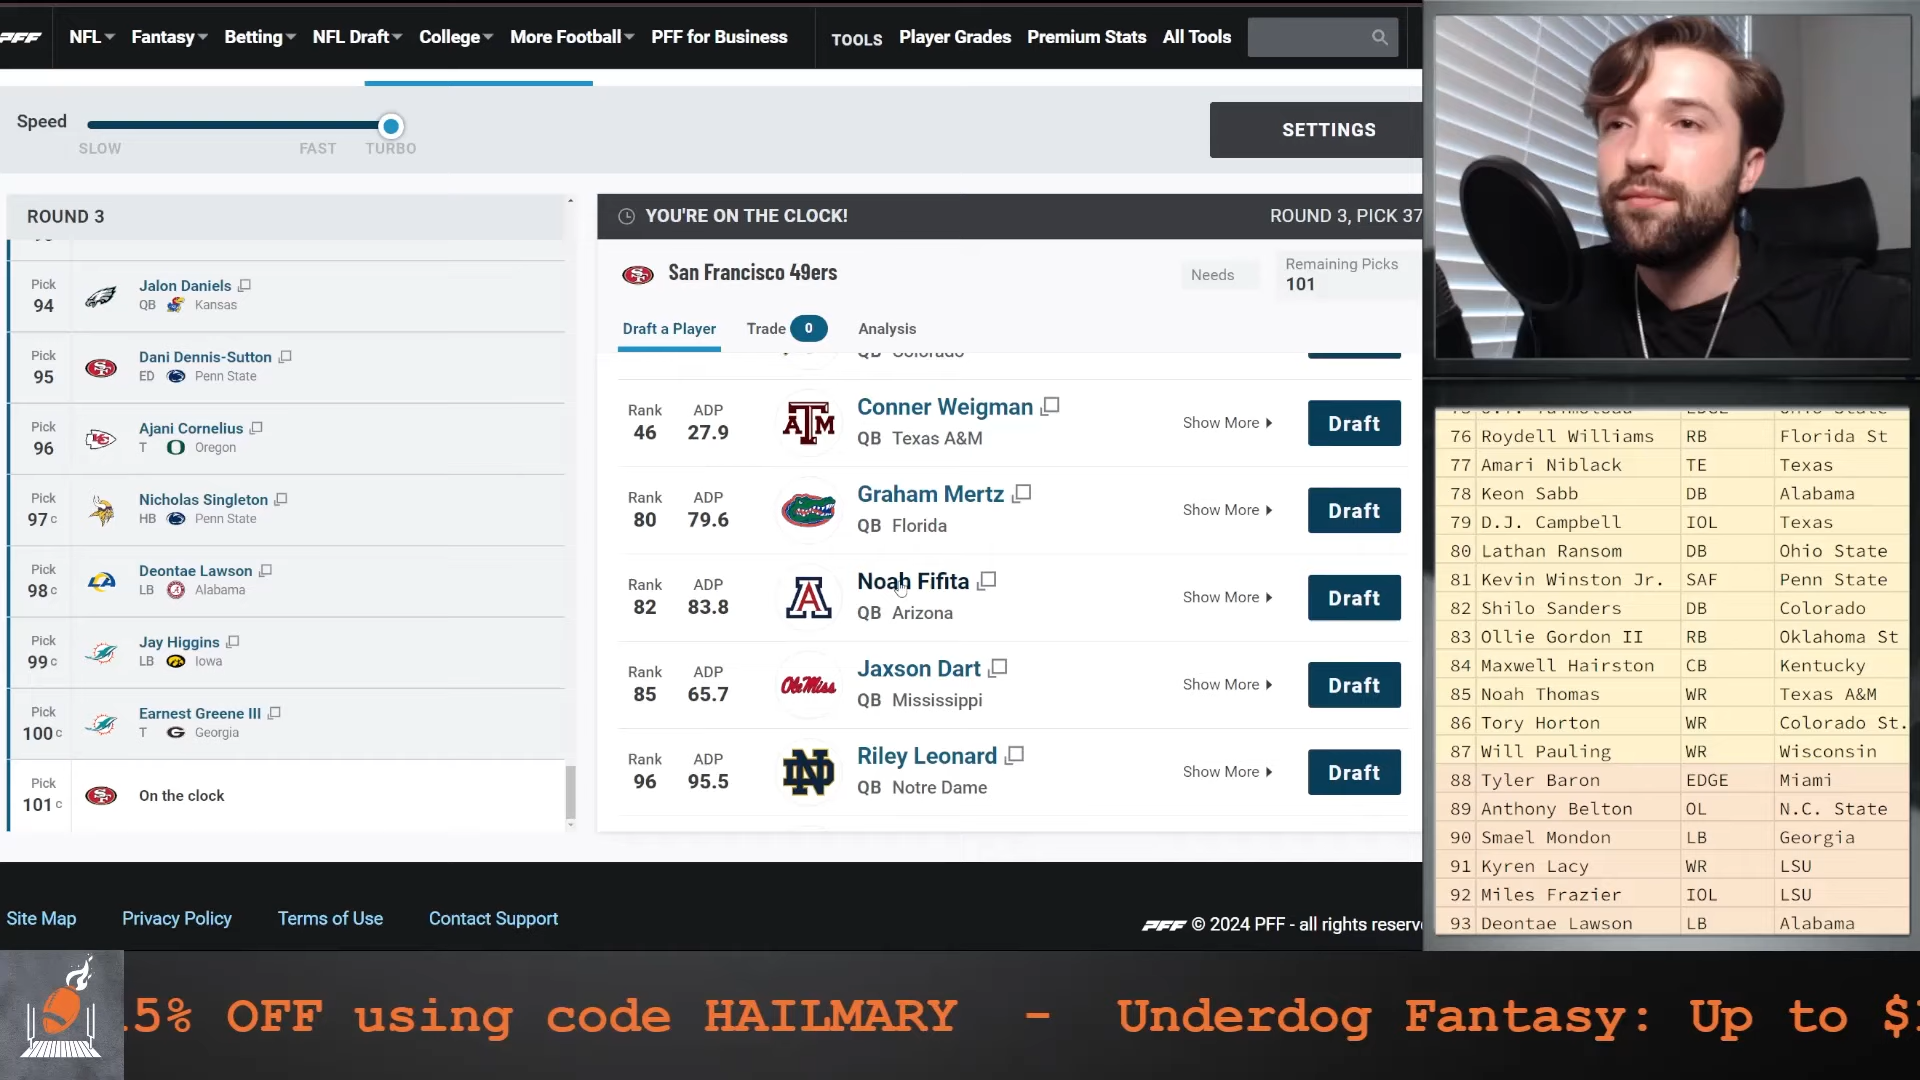 PFF NFL Fantasy Betting NFL Draft College More Football PFF for Business TOOLS Player Grades Premium Stats All Tools
Speed
SLOW FAST TURBO
SETTINGS
ROUND 3
Pick 94 Jalon Daniels
QB Kansas
Pick 95 Dani Dennis-Sutton
ED Penn State
Pick 96 Ajani Cornelius
T Oregon
Pick 97 C Nicholas Singleton
HB Penn State
Pick 98 C Deontae Lawson
LB Alabama
Pick 99 C Jay Higgins
LB Iowa
Pick 100 C Earnest Greene III
T Georgia
Pick 101 C On the clock
YOU'RE ON THE CLOCK! ROUND 3, PICK 37
San Francisco 49ers Needs Remaining Picks
101
Draft a Player Trade 0 Analysis
QB Colorado
Rank 46 ADP 27.9 Conner Weigman Show More Draft
QB Texas A&M
Rank 80 ADP 79.6 Graham Mertz Show More Draft
QB Florida
Rank 82 ADP 83.8 Noah Fifita Show More Draft
QB Arizona
Rank 85 ADP 65.7 Jaxson Dart Show More Draft
QB Mississippi
Rank 96 ADP 95.5 Riley Leonard Show More Draft
QB Notre Dame
76 Roydell Williams RB Florida St
77 Amari Niblack TE Texas
78 Keon Sabb DB Alabama
79 D.J. Campbell IOL Texas
80 Lathan Ransom DB Ohio State
81 Kevin Winston Jr. SAF Penn State
82 Shilo Sanders DB Colorado
83 Ollie Gordon II RB Oklahoma St
84 Maxwell Hairston CB Kentucky
85 Noah Thomas WR Texas A&M
86 Tory Horton WR Colorado St.
87 Will Pauling WR Wisconsin
88 Tyler Baron EDGE Miami
89 Anthony Belton OL N.C. State
90 Smael Mondon LB Georgia
91 Kyren Lacy WR LSU
92 Miles Frazier IOL LSU
93 Deontae Lawson LB Alabama
Site Map Privacy Policy Terms of Use Contact Support
PFF © 2024 PFF - all rights reserv
5% OFF using code HAILMARY - Underdog Fantasy: Up to $